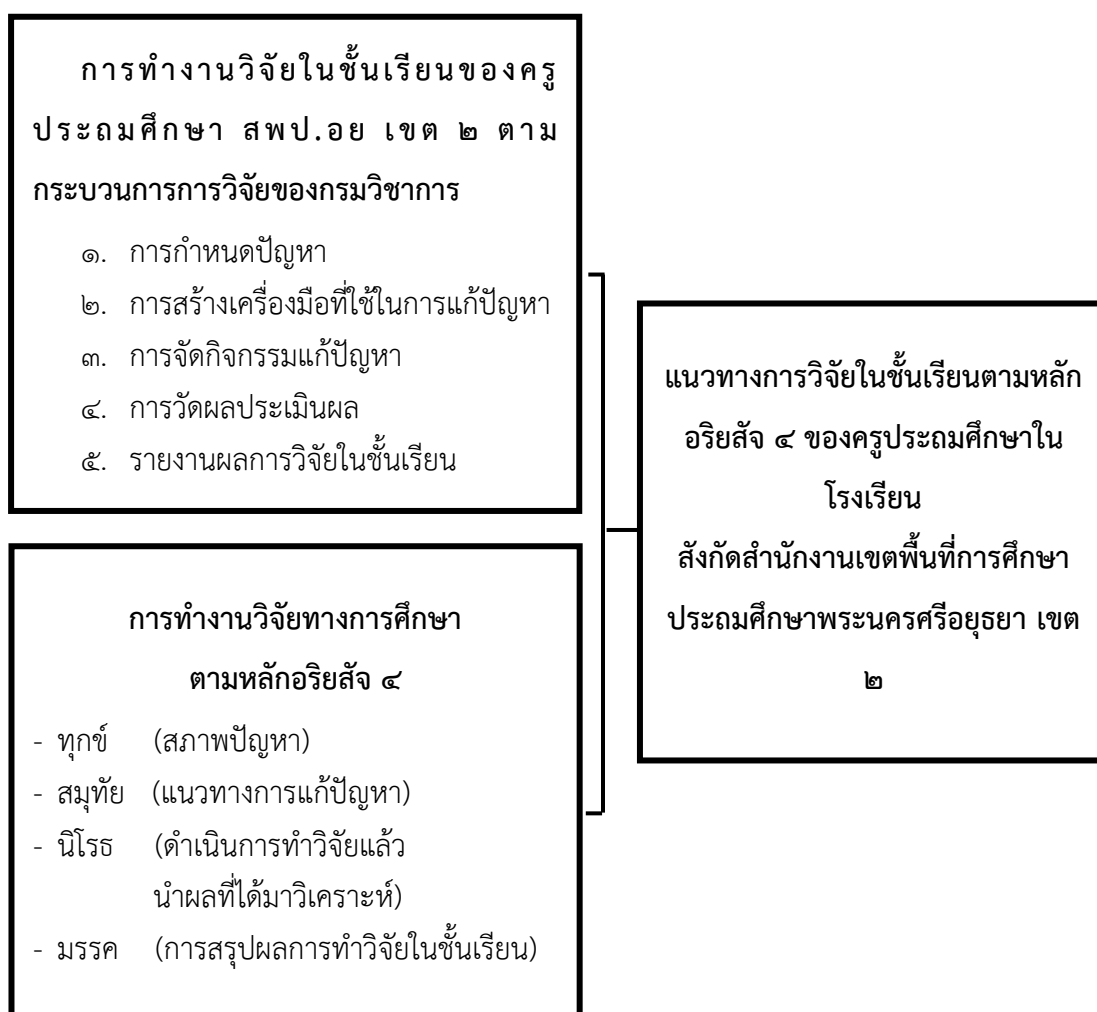 การทำงานวิจัยในชั้นเรียนของครู
ประถมศึกษา สพป.อย เขต ๒ ตาม
กระบวนการการวิจัยของกรมวิชาการ
๑. การกำหนดปัญหา
๒. การสร้างเครื่องมือที่ใช้ในการแก้ปัญหา
๓. การจัดกิจกรรมแก้ปัญหา
๔. การวัดผลประเมินผล
๕. รายงานผลการวิจัยในชั้นเรียน
การทำงานวิจัยทางการศึกษา
ตามหลักอริยสัจ ๔
- ทุกข์ (สภาพปัญหา)
- สมุทัย (แนวทางการแก้ปัญหา)
- นิโรธ (ดำเนินการทำวิจัยแล้ว
นำผลที่ได้มาวิเคราะห์)
- มรรค (การสรุปผลการทำวิจัยในชั้นเรียน)
แนวทางการวิจัยในชั้นเรียนตามหลัก
อริยสัจ ๔ ของครูประถมศึกษาใน
โรงเรียน
สังกัดสำนักงานเขตพื้นที่การศึกษา
ประถมศึกษาพระนครศรีอยุธยา เขต
๒